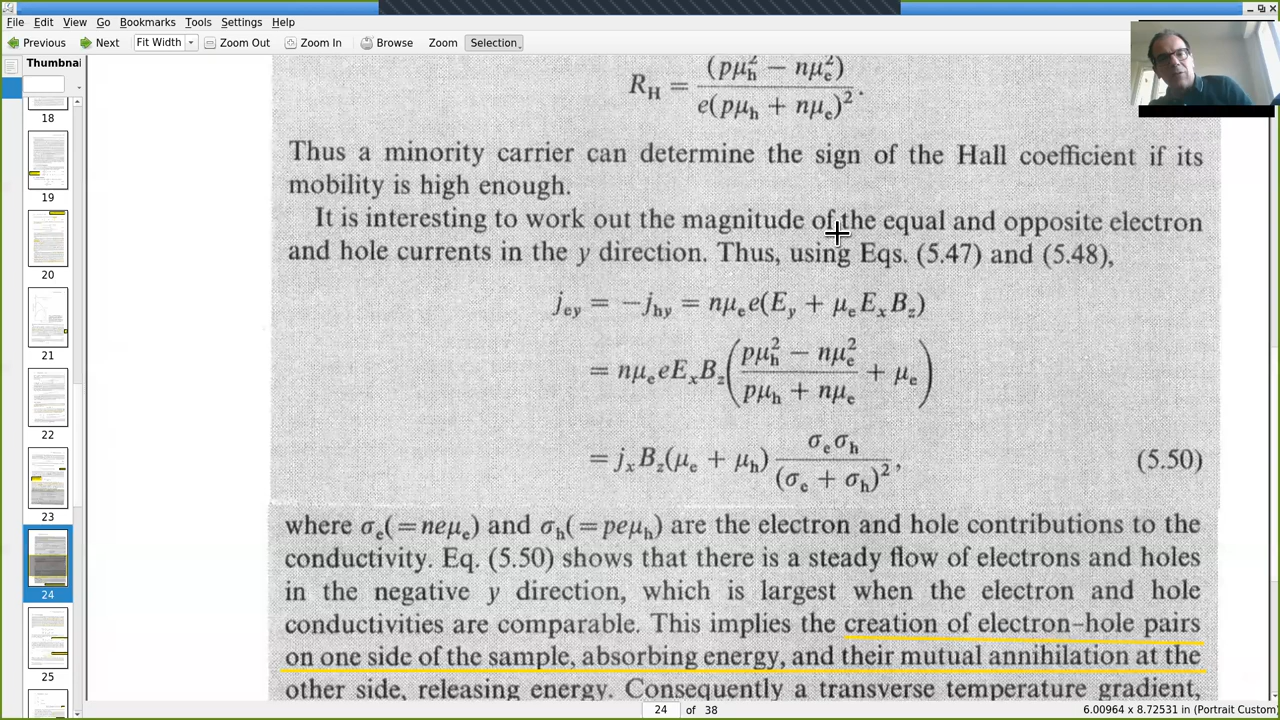 File Edit View Go Bookmarks Tools Settings Help
Previous Next Fit Width Zoom Out Zoom In Browse Zoom Selection
Thumbnai
18
19
20
21
22
23
24
25
R_H = (pμ_h² − nμ_e²) / e(pμ_h + nμ_e)².
Thus a minority carrier can determine the sign of the Hall coefficient if its
mobility is high enough.
It is interesting to work out the magnitude of the equal and opposite electron
and hole currents in the y direction. Thus, using Eqs. (5.47) and (5.48),
j_ey = −j_hy = nμ_e e(E_y + μ_e E_x B_z)
= nμ_e eE_x B_z ((pμ_h² − nμ_e²) / (pμ_h + nμ_e) + μ_e)
= j_x B_z(μ_e + μ_h) σ_e σ_h / (σ_e + σ_h)² (5.50)
where σ_e(=neμ_e) and σ_h(=peμ_h) are the electron and hole contributions to the
conductivity. Eq. (5.50) shows that there is a steady flow of electrons and holes
in the negative y direction, which is largest when the electron and hole
conductivities are comparable. This implies the creation of electron–hole pairs
on one side of the sample, absorbing energy, and their mutual annihilation at the
other side, releasing energy. Consequently a transverse temperature gradient,
24 of 38
6.00964 x 8.72531 in (Portrait Custom)